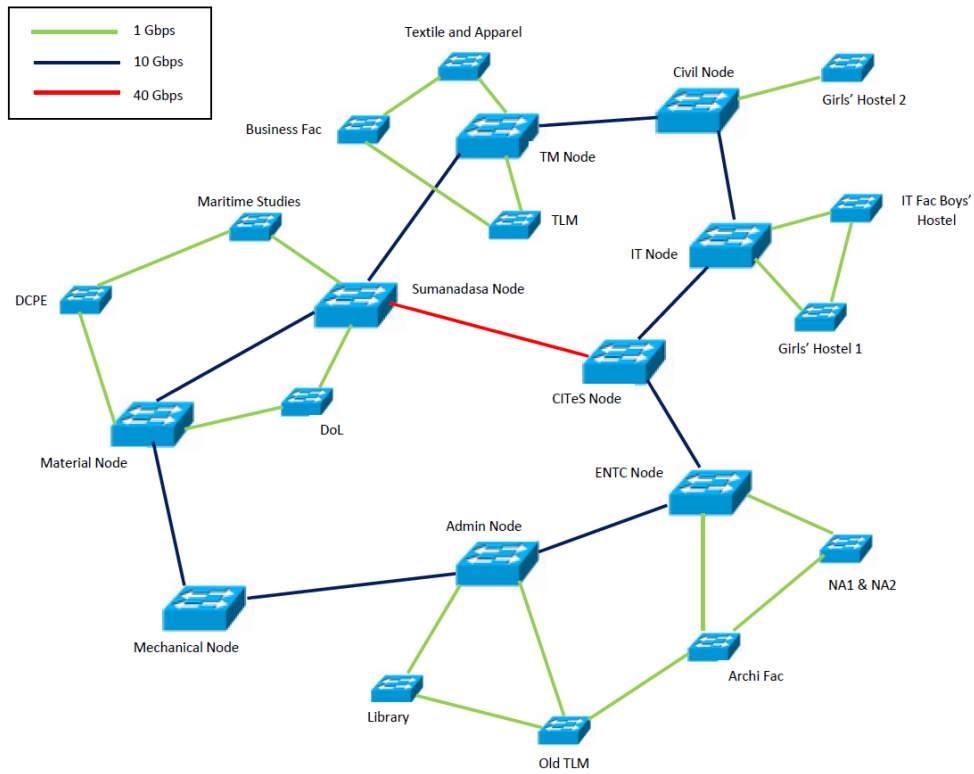 1 Gbps
10 Gbps
40 Gbps
Textile and Apparel
Civil Node
Girls' Hostel 2
Business Fac
TM Node
Maritime Studies
TLM
IT Fac Boys'
Hostel
IT Node
DCPE
Sumanadasa Node
Girls' Hostel 1
CITeS Node
DoL
Material Node
ENTC Node
Admin Node
NA1 & NA2
Mechanical Node
Archi Fac
Library
Old TLM